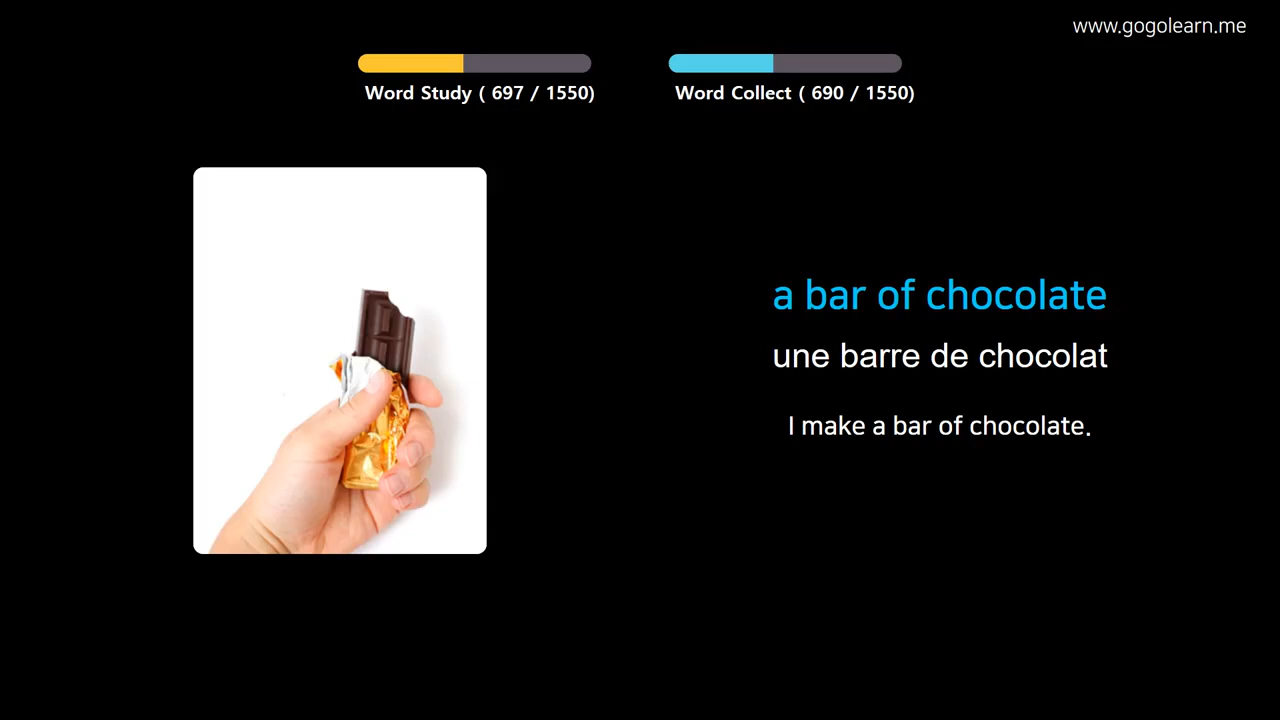 www.gogolearn.me
Word Study ( 697 / 1550)
Word Collect ( 690 / 1550)
a bar of chocolate
une barre de chocolat
I make a bar of chocolate.